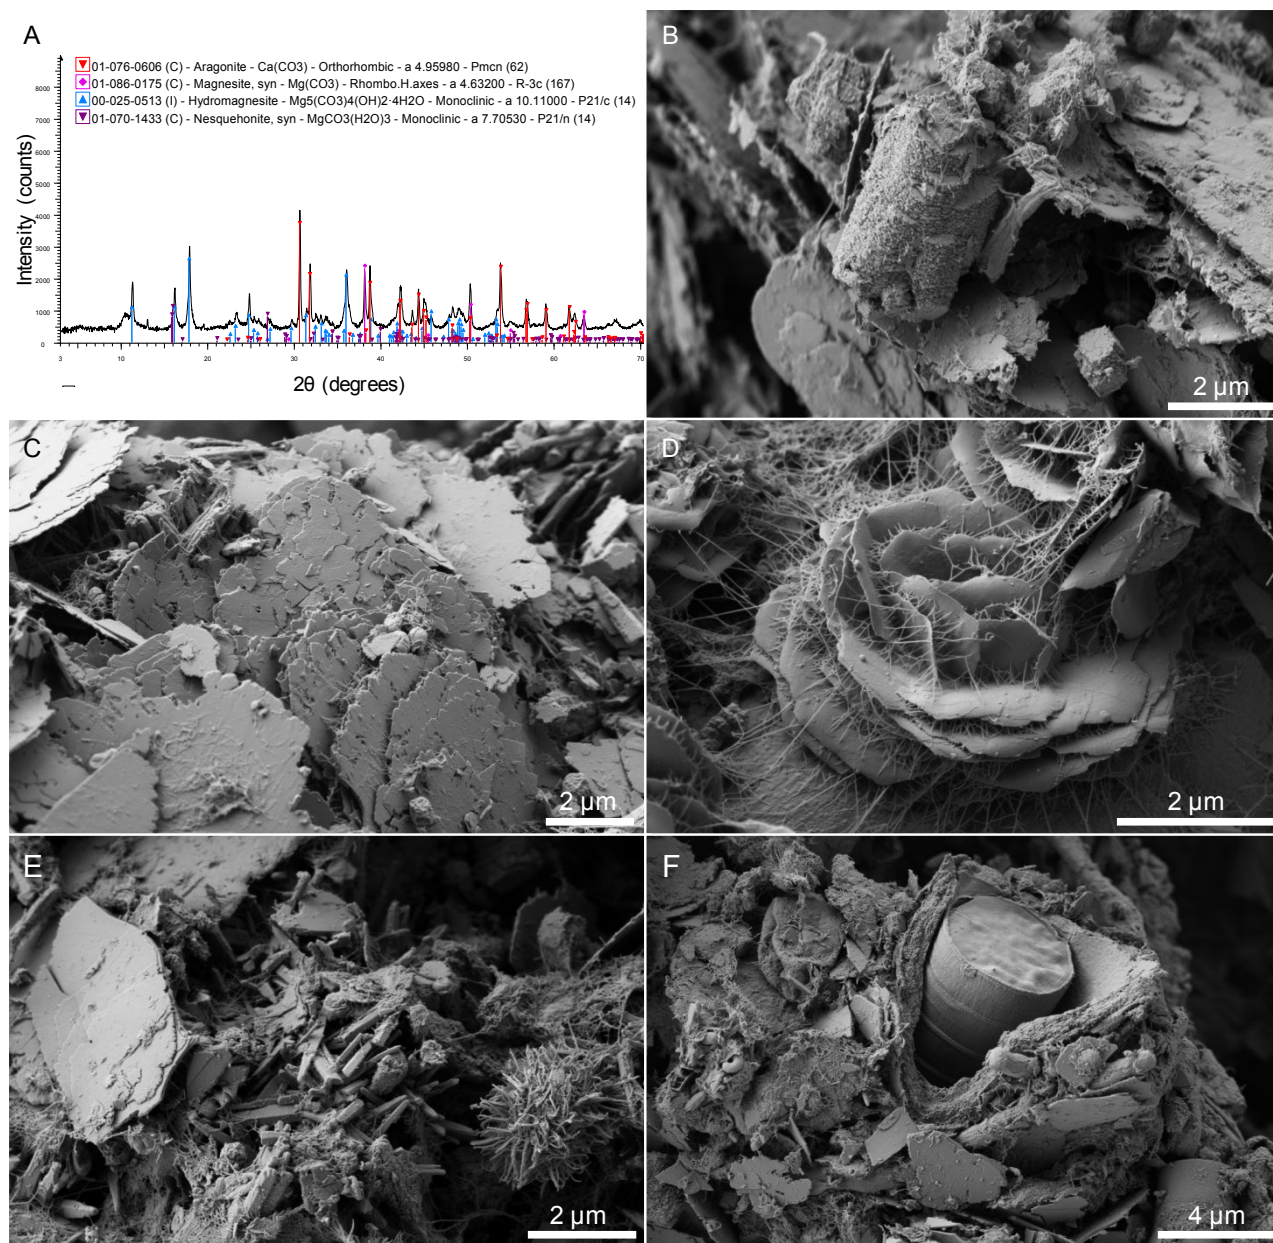 A
01-076-0606 (C) - Aragonite - Ca(CO3) - Orthorhombic - a 4.95980 - Pmcn (62)
01-086-0175 (C) - Magnesite, syn - Mg(CO3) - Rhombo.H.axes - a 4.63200 - R-3c (167)
00-025-0513 (I) - Hydromagnesite - Mg5(CO3)4(OH)2·4H2O - Monoclinic - a 10.11000 - P21/c (14)
01-070-1433 (C) - Nesquehonite, syn - MgCO3(H2O)3 - Monoclinic - a 7.70530 - P21/n (14)
Intensity (counts)
8000
7000
6000
5000
4000
3000
2000
1000
0
3 10 20 30 40 50 60 70
2θ (degrees)
B
2 µm
C
2 µm
D
2 µm
E
2 µm
F
4 µm